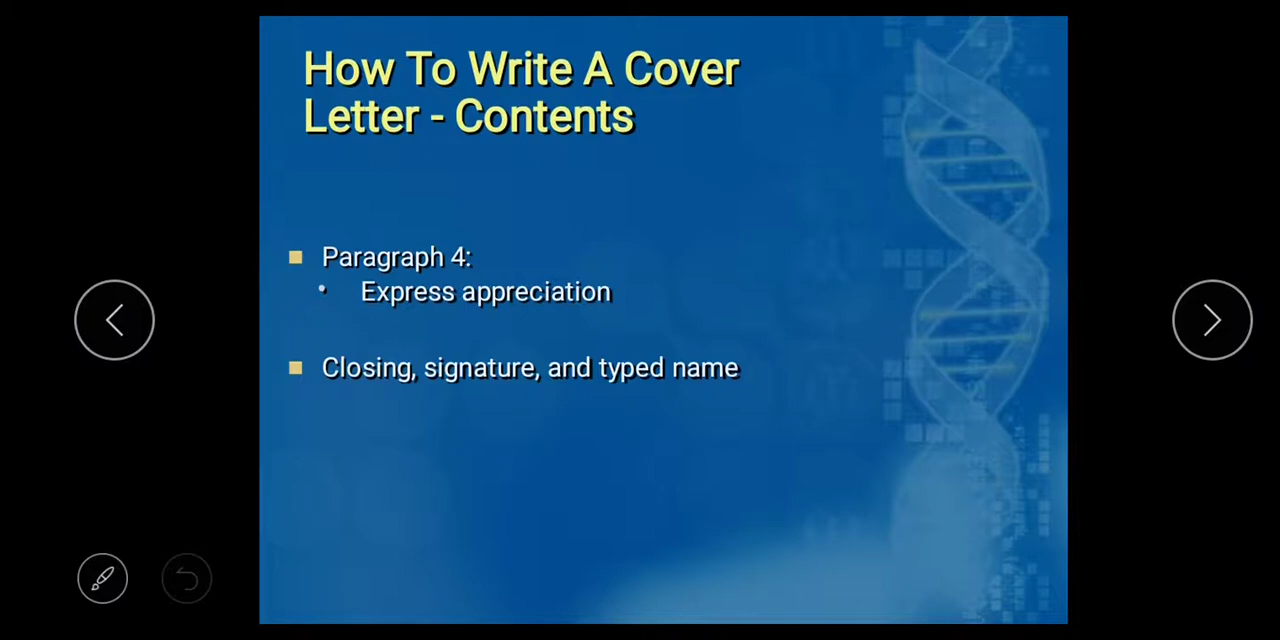 How To Write A Cover
Letter - Contents
Paragraph 4:
Express appreciation
Closing, signature, and typed name